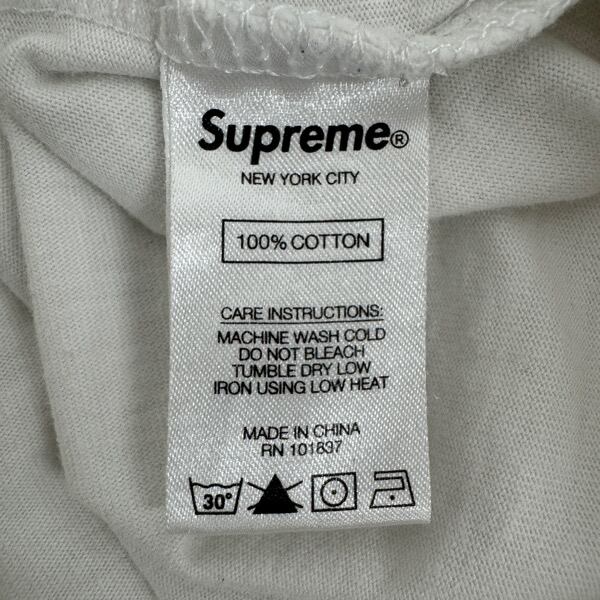 Supreme®
NEW YORK CITY
100% COTTON
CARE INSTRUCTIONS:
MACHINE WASH COLD
DO NOT BLEACH
TUMBLE DRY LOW
IRON USING LOW HEAT
MADE IN CHINA
RN 101837
30°